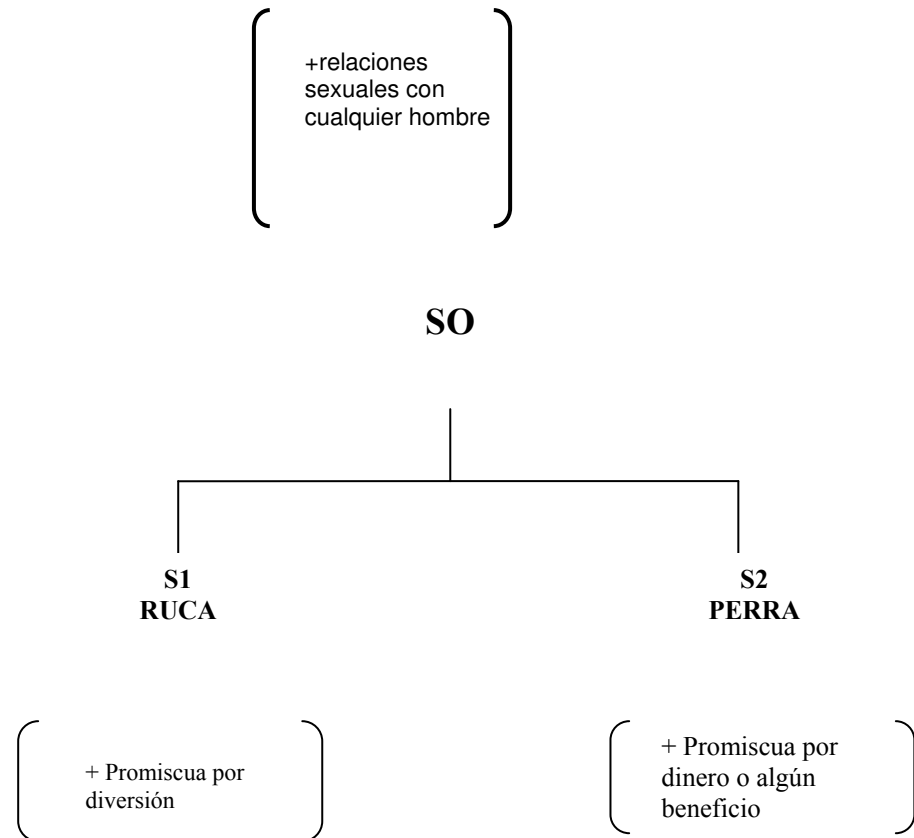 +relaciones
sexuales con
cualquier hombre
SO
S1
RUCA
S2
PERRA
+ Promiscua por
diversión
+ Promiscua por
dinero o algún
beneficio